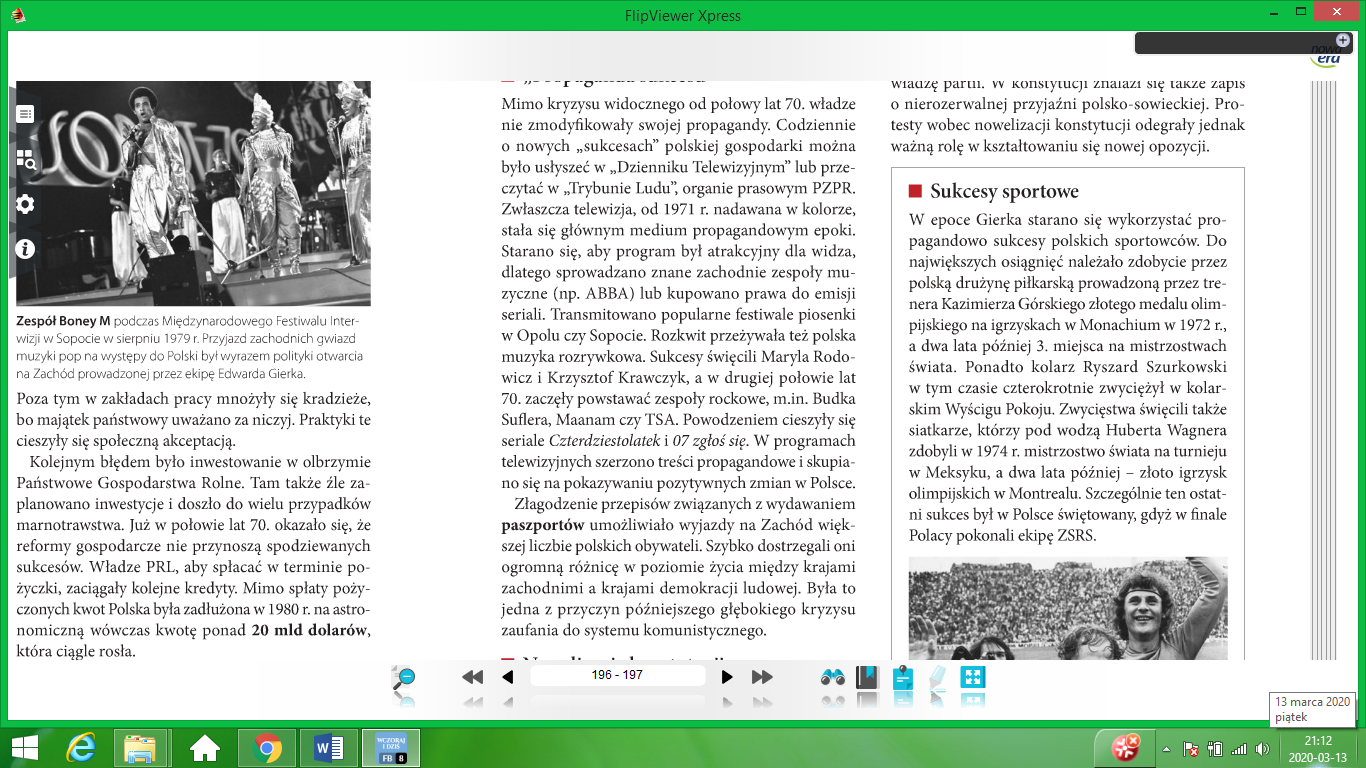 FlipViewer Xpress
nowa
era
SONOT
Zespół Boney M podczas Międzynarodowego Festiwalu Inter-
wizji w Sopocie w sierpniu 1979 r. Przyjazd zachodnich gwiazd
muzyki pop na występy do Polski był wyrazem polityki otwarcia
na Zachód prowadzonej przez ekipę Edwarda Gierka.
Poza tym w zakładach pracy mnożyły się kradzieże,
bo majątek państwowy uważano za niczyj. Praktyki te
cieszyły się społeczną akceptacją.
Kolejnym błędem było inwestowanie w olbrzymie
Państwowe Gospodarstwa Rolne. Tam także źle za-
planowano inwestycje i doszło do wielu przypadków
marnotrawstwa. Już w połowie lat 70. okazało się, że
reformy gospodarcze nie przynoszą spodziewanych
sukcesów. Władze PRL, aby spłacać w terminie po-
życzki, zaciągały kolejne kredyty. Mimo spłaty poży-
czonych kwot Polska była zadłużona w 1980 r. na astro-
nomiczną wówczas kwotę ponad 20 mld dolarów,
która ciągle rosła.
Mimo kryzysu widocznego od połowy lat 70. władze
nie zmodyfikowały swojej propagandy. Codziennie
o nowych „sukcesach” polskiej gospodarki można
było usłyszeć w „Dzienniku Telewizyjnym” lub prze-
czytać w „Trybunie Ludu”, organie prasowym PZPR.
Zwłaszcza telewizja, od 1971 r. nadawana w kolorze,
stała się głównym medium propagandowym epoki.
Starano się, aby program był atrakcyjny dla widza,
dlatego sprowadzano znane zachodnie zespoły mu-
zyczne (np. ABBA) lub kupowano prawa do emisji
seriali. Transmitowano popularne festiwale piosenki
w Opolu czy Sopocie. Rozkwit przeżywała też polska
muzyka rozrywkowa. Sukcesy święcili Maryla Rodo-
wicz i Krzysztof Krawczyk, a w drugiej połowie lat
70. zaczęły powstawać zespoły rockowe, m.in. Budka
Suflera, Maanam czy TSA. Powodzeniem cieszyły się
seriale Czterdziestolatek i 07 zgłoś się. W programach
telewizyjnych szerzono treści propagandowe i skupia-
no się na pokazywaniu pozytywnych zmian w Polsce.
Złagodzenie przepisów związanych z wydawaniem
paszportów umożliwiało wyjazdy na Zachód więk-
szej liczbie polskich obywateli. Szybko dostrzegali oni
ogromną różnicę w poziomie życia między krajami
zachodnimi a krajami demokracji ludowej. Była to
jedna z przyczyn późniejszego głębokiego kryzysu
zaufania do systemu komunistycznego.
władzę partii. W konstytucji znalazł się także zapis
o nierozerwalnej przyjaźni polsko-sowieckiej. Pro-
testy wobec nowelizacji konstytucji odegrały jednak
ważną rolę w kształtowaniu się nowej opozycji.
Sukcesy sportowe
W epoce Gierka starano się wykorzystać pro-
pagandowo sukcesy polskich sportowców. Do
największych osiągnięć należało zdobycie przez
polską drużynę piłkarską prowadzoną przez tre-
nera Kazimierza Górskiego złotego medalu olim-
pijskiego na igrzyskach w Monachium w 1972 r.,
a dwa lata później 3. miejsca na mistrzostwach
świata. Ponadto kolarz Ryszard Szurkowski
w tym czasie czterokrotnie zwyciężył w kolar-
skim Wyścigu Pokoju. Zwycięstwa święcili także
siatkarze, którzy pod wodzą Huberta Wagnera
zdobyli w 1974 r. mistrzostwo świata na turnieju
w Meksyku, a dwa lata później – złoto igrzysk
olimpijskich w Montrealu. Szczególnie ten ostat-
ni sukces był w Polsce świętowany, gdyż w finale
Polacy pokonali ekipę ZSRS.
196 - 197
13 marca 2020
piątek
WCZORAJ
I DZIŚ
FB 8
21:12
2020-03-13